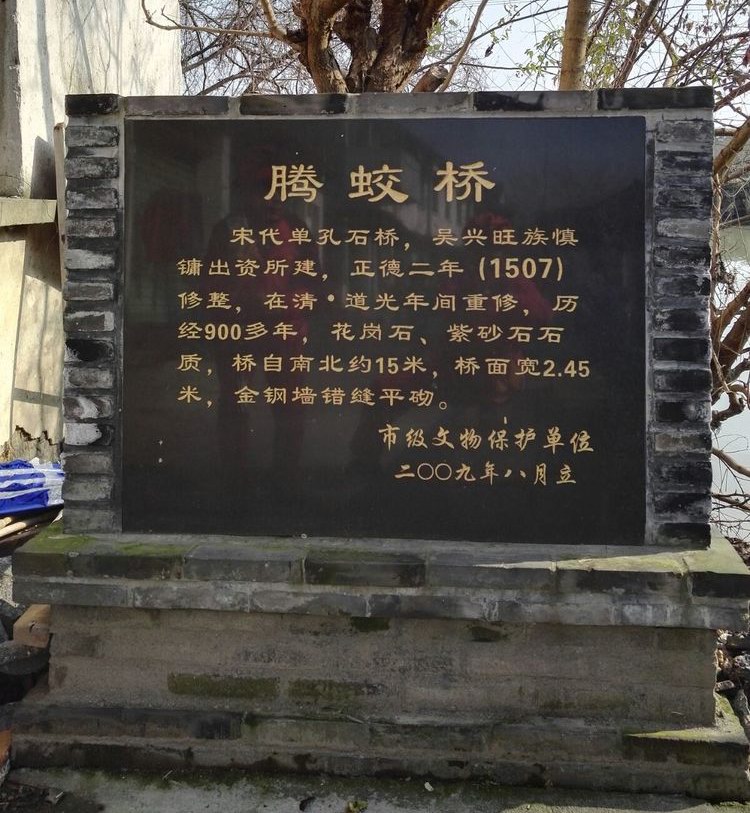 腾蛟桥
宋代单孔石桥，吴兴旺族慎
镛出资所建，正德二年（1507）
修整，在清·道光年间重修，历
经900多年，花岗石、紫砂石石
质，桥自南北约15米，桥面宽2.45
米，金钢墙错缝平砌。
市级文物保护单位
二〇〇九年八月立